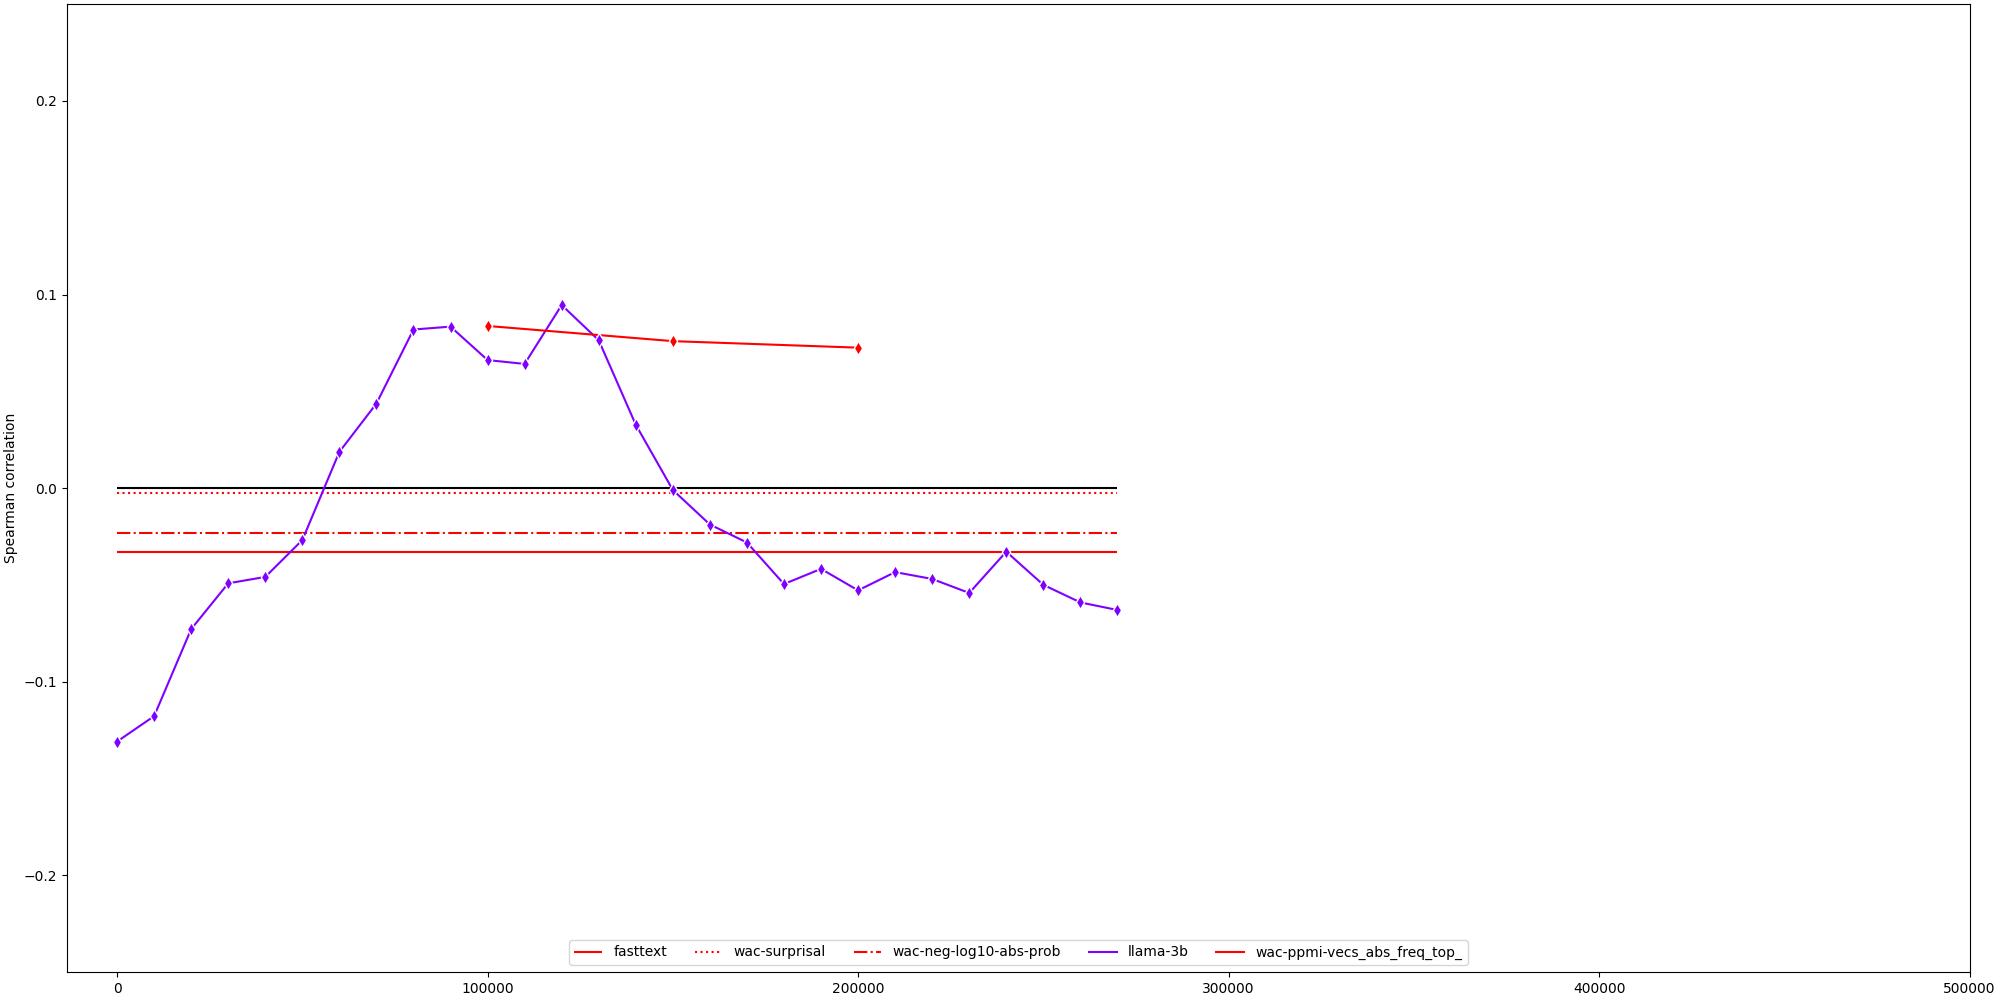 Spearman correlation
0.2
0.1
0.0
−0.1
−0.2
0
100000
200000
300000
400000
500000
fasttext
wac-surprisal
wac-neg-log10-abs-prob
llama-3b
wac-ppmi-vecs_abs_freq_top_